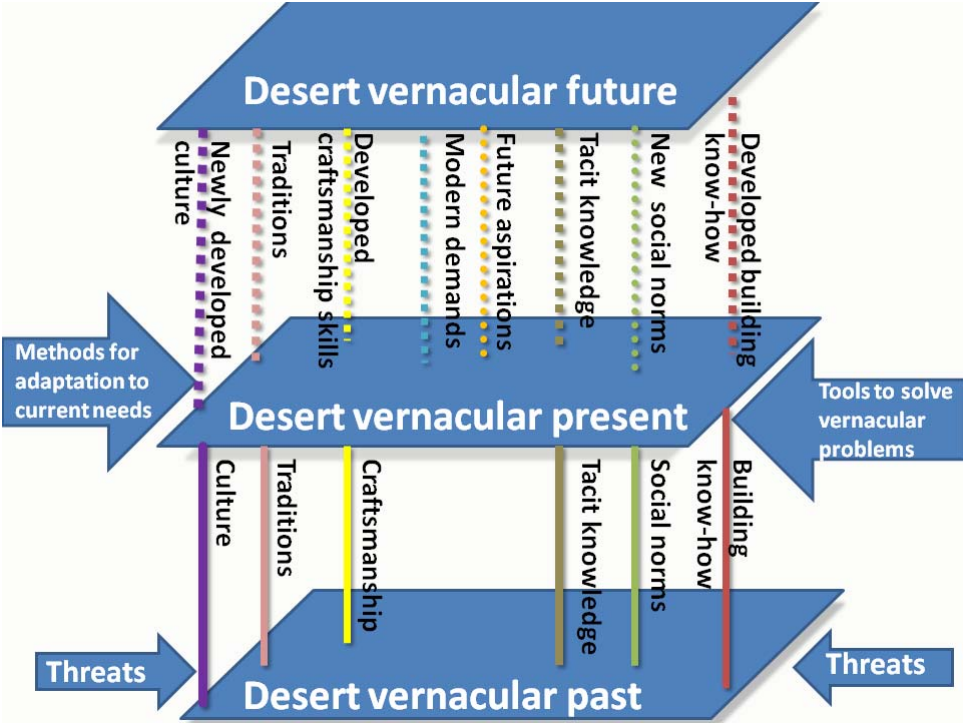 Desert vernacular future
Newly developed
culture
Traditions
Developed
craftsmanship skills
Modern demands
Future aspirations
Tacit knowledge
New social norms
Developed building
know-how
Methods for
adaptation to
current needs
Desert vernacular present
Tools to solve
vernacular
problems
Culture
Traditions
Craftsmanship
Tacit knowledge
Social norms
Building
know-how
Threats
Desert vernacular past
Threats